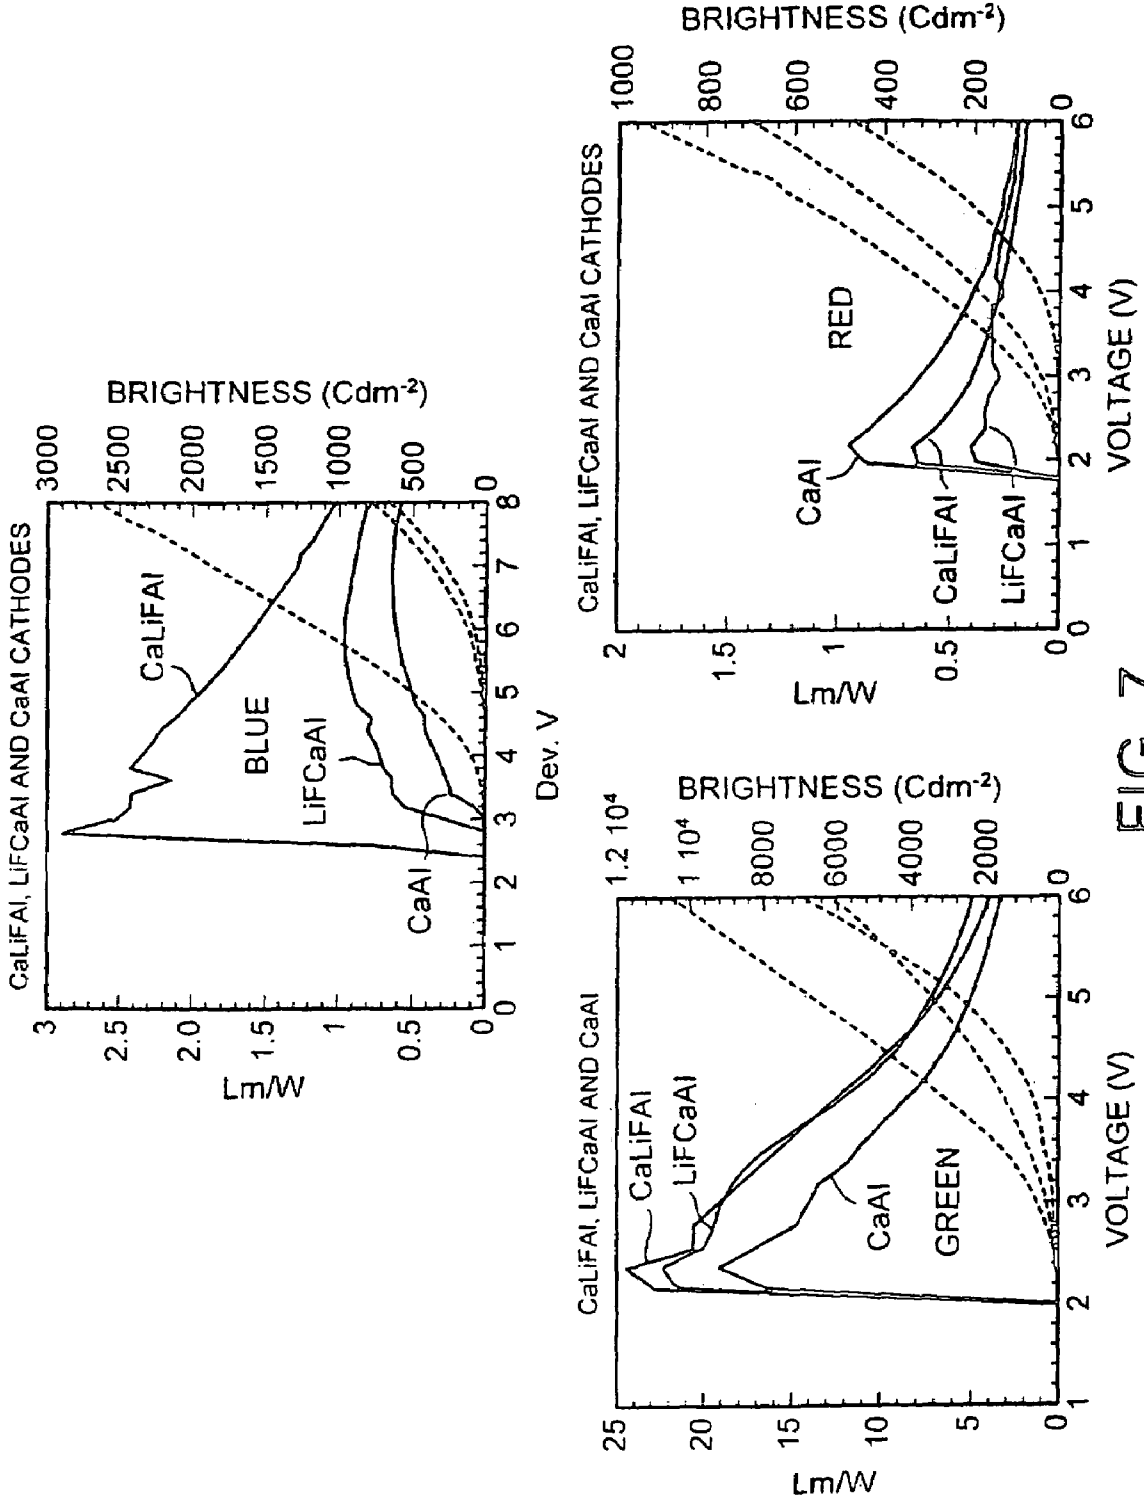 CaLiFAl, LiFCaAl AND CaAl CATHODES
BRIGHTNESS (Cdm-2)
3000
2500
2000
1500
1000
500
0
3
2.5
2.0
1.5
1
0.5
0
Lm/W
0 1 2 3 4 5 6 7 8
Dev. V
CaLiFAl
BLUE
LiFCaAl
CaAl
CaLiFAl, LiFCaAl AND CaAl
BRIGHTNESS (Cdm-2)
1.2 10⁴
1 10⁴
8000
6000
4000
2000
0
25
20
15
10
5
0
Lm/W
1 2 3 4 5 6
VOLTAGE (V)
CaLiFAl
LiFCaAl
CaAl
GREEN
CaLiFAl, LiFCaAl AND CaAl CATHODES
BRIGHTNESS (Cdm-2)
1000
800
600
400
200
0
2
1.5
1
0.5
0
Lm/W
0 1 2 3 4 5 6
VOLTAGE (V)
RED
CaAl
CaLiFAl
LiFCaAl
FIG 7